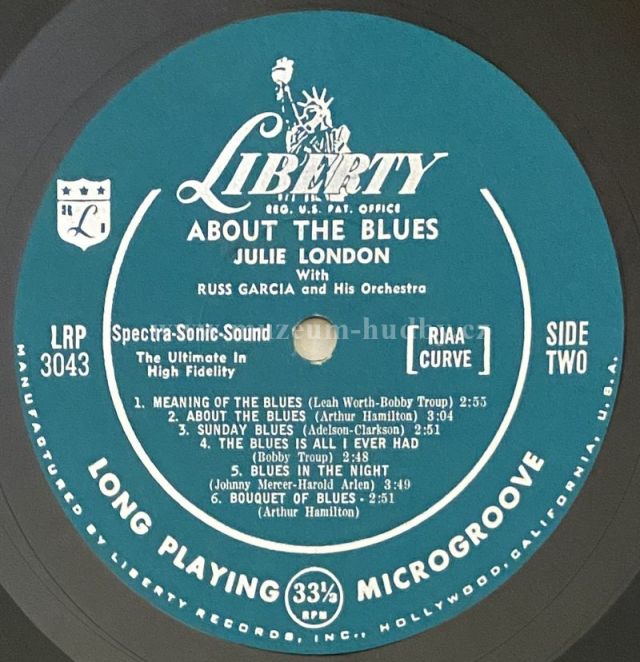 LIBERTY
REG. U.S. PAT. OFFICE
L
ABOUT THE BLUES
JULIE LONDON
With
RUSS GARCIA and His Orchestra
www.muzeum-hudby.cz
LRP
3043
Spectra-Sonic-Sound
The Ultimate In
High Fidelity
[RIAA
CURVE]
SIDE
TWO
1. MEANING OF THE BLUES (Leah Worth-Bobby Troup) 2:55
2. ABOUT THE BLUES (Arthur Hamilton) 3:04
3. SUNDAY BLUES (Adelson-Clarkson) 2:51
4. THE BLUES IS ALL I EVER HAD
(Bobby Troup) 2:48
5. BLUES IN THE NIGHT
(Johnny Mercer-Harold Arlen) 3:49
6. BOUQUET OF BLUES - 2:51
(Arthur Hamilton)
LONG PLAYING 33⅓ RPM MICROGROOVE
MANUFACTURED BY LIBERTY RECORDS, INC., HOLLYWOOD, CALIFORNIA, U.S.A.